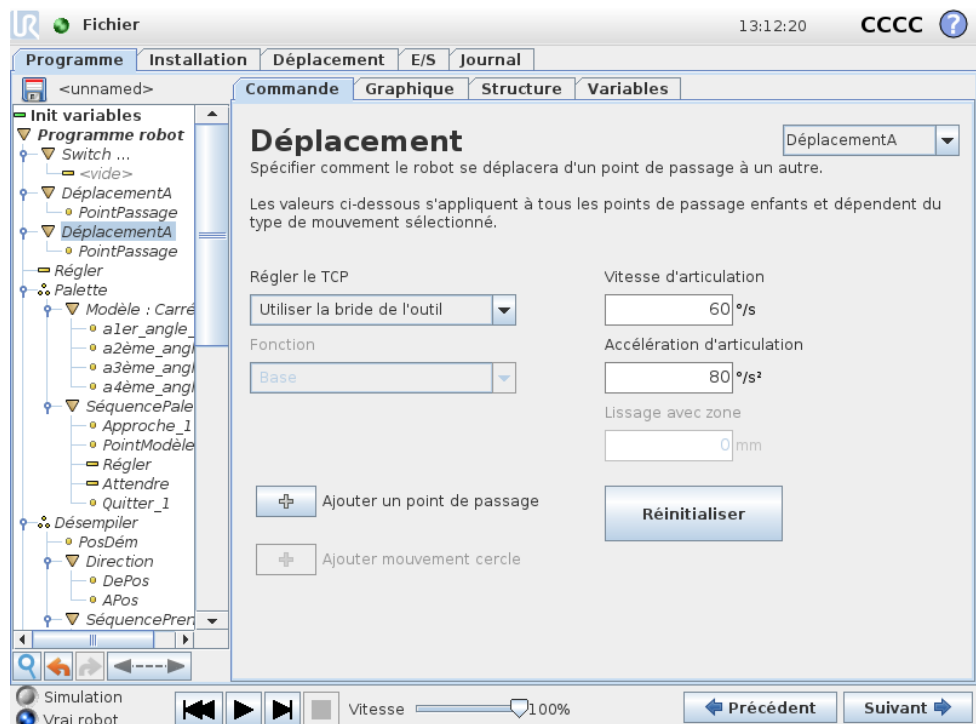 UR Fichier 13:12:20 CCCC ?
Programme Installation Déplacement E/S Journal
<unnamed>
Commande Graphique Structure Variables
Init variables
Programme robot
Switch ...
<vide>
DéplacementA
PointPassage
DéplacementA
PointPassage
Régler
Palette
Modèle : Carré
a1er_angle_
a2ème_angl
a3ème_angl
a4ème_angl
SéquencePale
Approche_1
PointModèle
Régler
Attendre
Quitter_1
Désempiler
PosDém
Direction
DePos
APos
SéquencePren
Déplacement
DéplacementA
Spécifier comment le robot se déplacera d'un point de passage à un autre.
Les valeurs ci-dessous s'appliquent à tous les points de passage enfants et dépendent du
type de mouvement sélectionné.
Régler le TCP
Utiliser la bride de l'outil
Fonction
Base
Vitesse d'articulation
60 °/s
Accélération d'articulation
80 °/s²
Lissage avec zone
0 mm
Ajouter un point de passage
Réinitialiser
Ajouter mouvement cercle
Simulation
Vrai robot
Vitesse 100%
Précédent Suivant